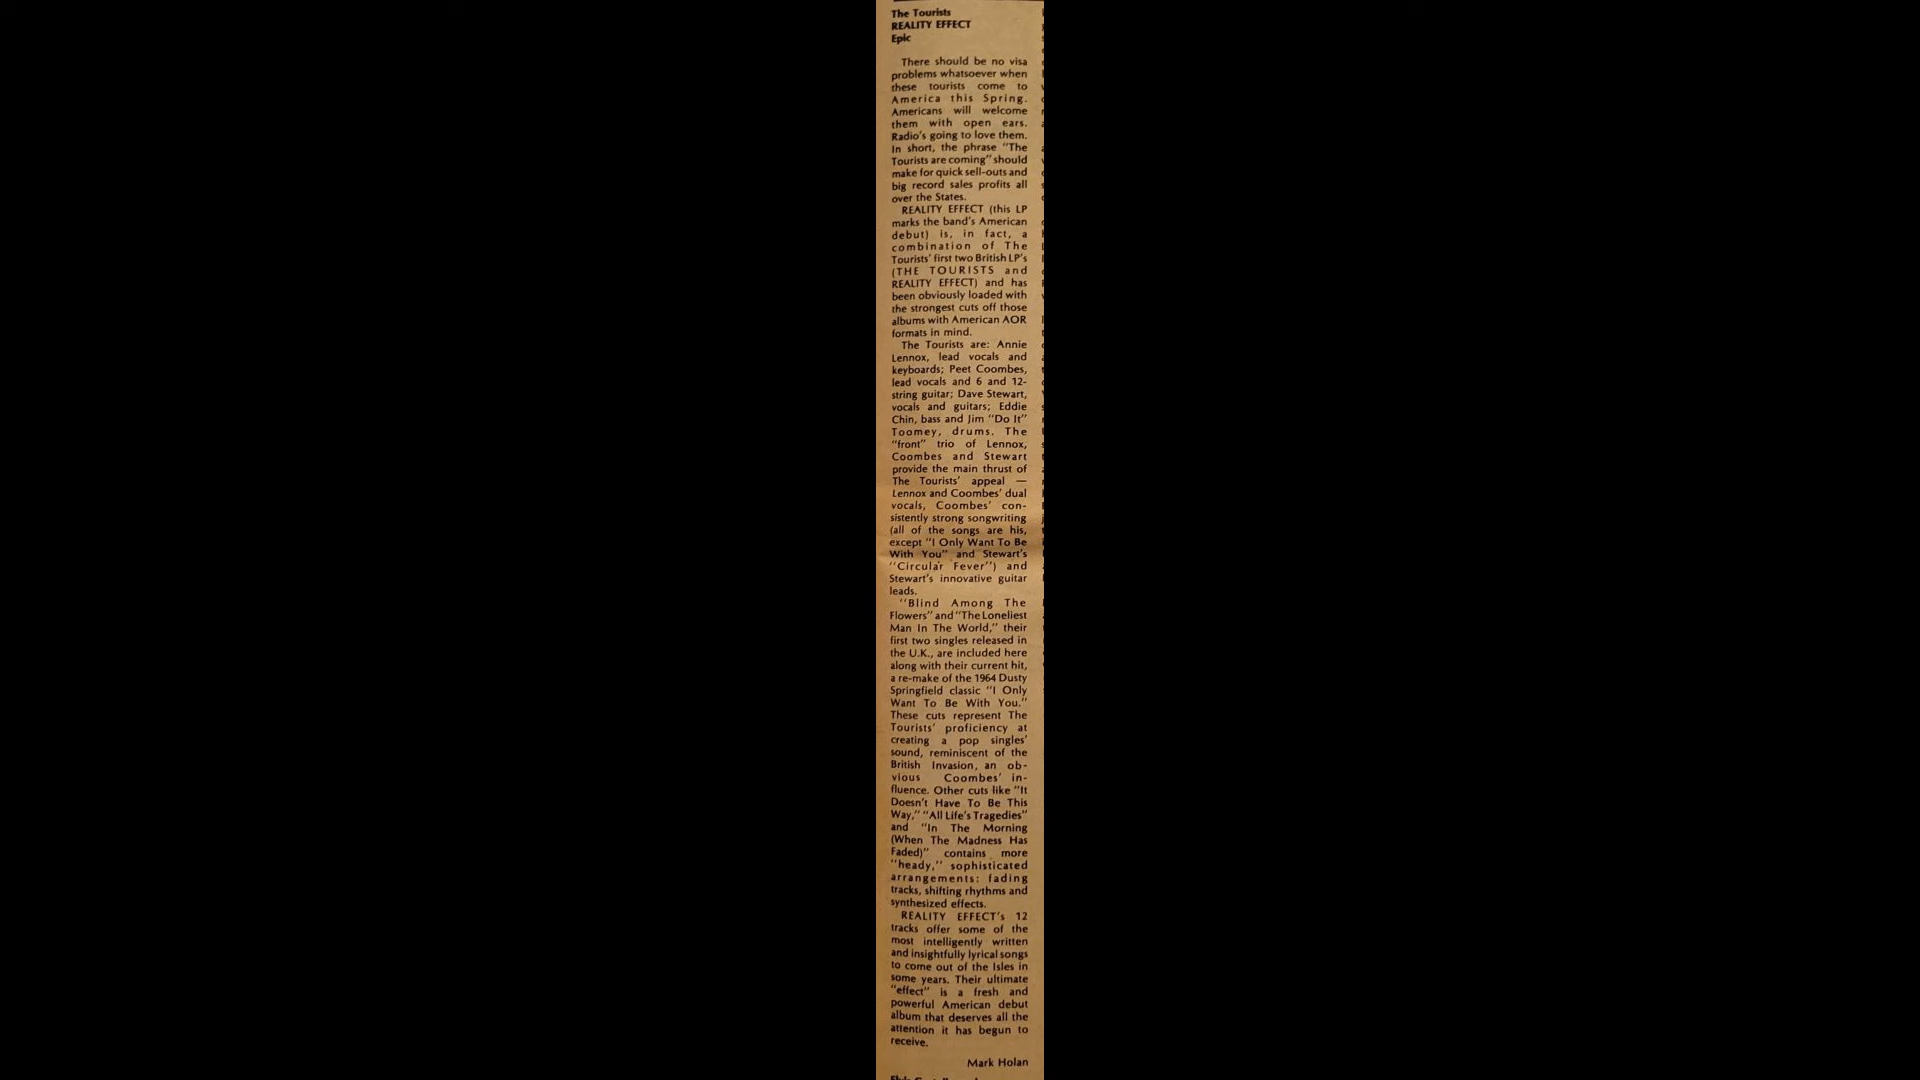 The Tourists
REALITY EFFECT
Epic
There should be no visa
problems whatsoever when
these tourists come to
America this Spring.
Americans will welcome
them with open ears.
Radio's going to love them.
In short, the phrase "The
Tourists are coming" should
make for quick sell-outs and
big record sales profits all
over the States.
REALITY EFFECT (this LP
marks the band's American
debut) is, in fact, a
combination of The
Tourists' first two British LP's
(THE TOURISTS and
REALITY EFFECT) and has
been obviously loaded with
the strongest cuts off those
albums with American AOR
formats in mind.
The Tourists are: Annie
Lennox, lead vocals and
keyboards; Peet Coombes,
lead vocals and 6 and 12-
string guitar; Dave Stewart,
vocals and guitars; Eddie
Chin, bass and Jim "Do It"
Toomey, drums. The
"front" trio of Lennox,
Coombes and Stewart
provide the main thrust of
The Tourists' appeal —
Lennox and Coombes' dual
vocals, Coombes' con-
sistently strong songwriting
(all of the songs are his,
except "I Only Want To Be
With You" and Stewart's
"Circular Fever") and
Stewart's innovative guitar
leads.
"Blind Among The
Flowers" and "The Loneliest
Man In The World," their
first two singles released in
the U.K., are included here
along with their current hit,
a re-make of the 1964 Dusty
Springfield classic "I Only
Want To Be With You."
These cuts represent The
Tourists' proficiency at
creating a pop singles'
sound, reminiscent of the
British Invasion, an ob-
vious Coombes' in-
fluence. Other cuts like "It
Doesn't Have To Be This
Way," "All Life's Tragedies"
and "In The Morning
(When The Madness Has
Faded)" contains more
"heady," sophisticated
arrangements: fading
tracks, shifting rhythms and
synthesized effects.
REALITY EFFECT's 12
tracks offer some of the
most intelligently written
and insightfully lyrical songs
to come out of the Isles in
some years. Their ultimate
"effect" is a fresh and
powerful American debut
album that deserves all the
attention it has begun to
receive.
Mark Holan